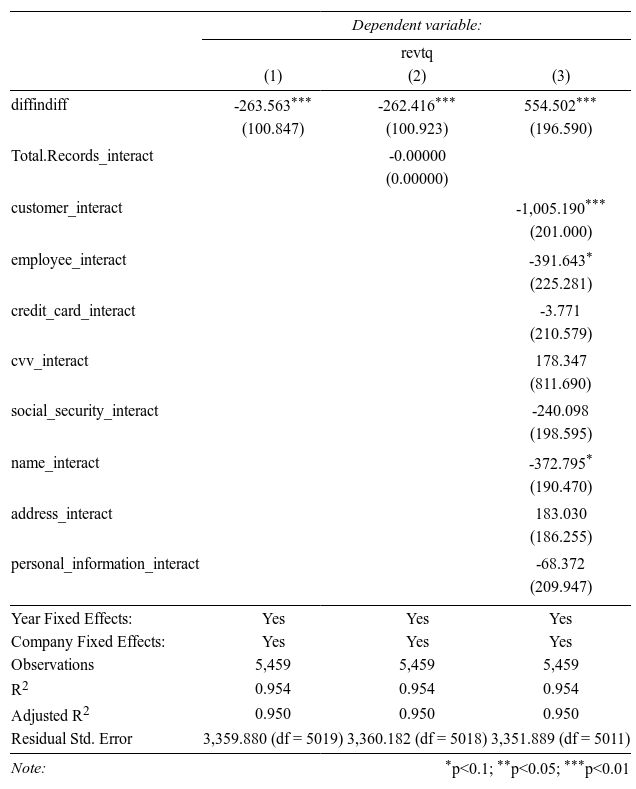 Dependent variable:
revtq
(1) (2) (3)
diffindiff -263.563*** -262.416*** 554.502***
(100.847) (100.923) (196.590)
Total.Records_interact -0.00000
(0.00000)
customer_interact -1,005.190***
(201.000)
employee_interact -391.643*
(225.281)
credit_card_interact -3.771
(210.579)
cvv_interact 178.347
(811.690)
social_security_interact -240.098
(198.595)
name_interact -372.795*
(190.470)
address_interact 183.030
(186.255)
personal_information_interact -68.372
(209.947)
Year Fixed Effects: Yes Yes Yes
Company Fixed Effects: Yes Yes Yes
Observations 5,459 5,459 5,459
R2 0.954 0.954 0.954
Adjusted R2 0.950 0.950 0.950
Residual Std. Error 3,359.880 (df = 5019) 3,360.182 (df = 5018) 3,351.889 (df = 5011)
Note: *p<0.1; **p<0.05; ***p<0.01